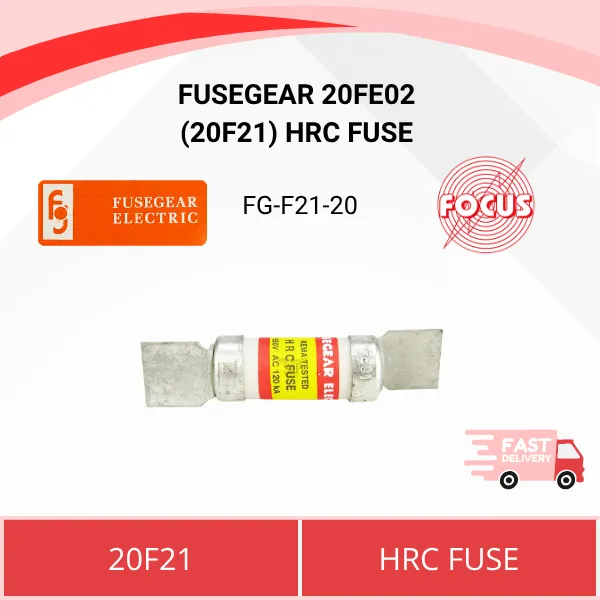 FUSEGEAR 20FE02
(20F21) HRC FUSE
FUSEGEAR
ELECTRIC
FG-F21-20
FOCUS
KEMA TESTED
H R C FUSE
AC 120 kA
FAST
DELIVERY
20F21
HRC FUSE